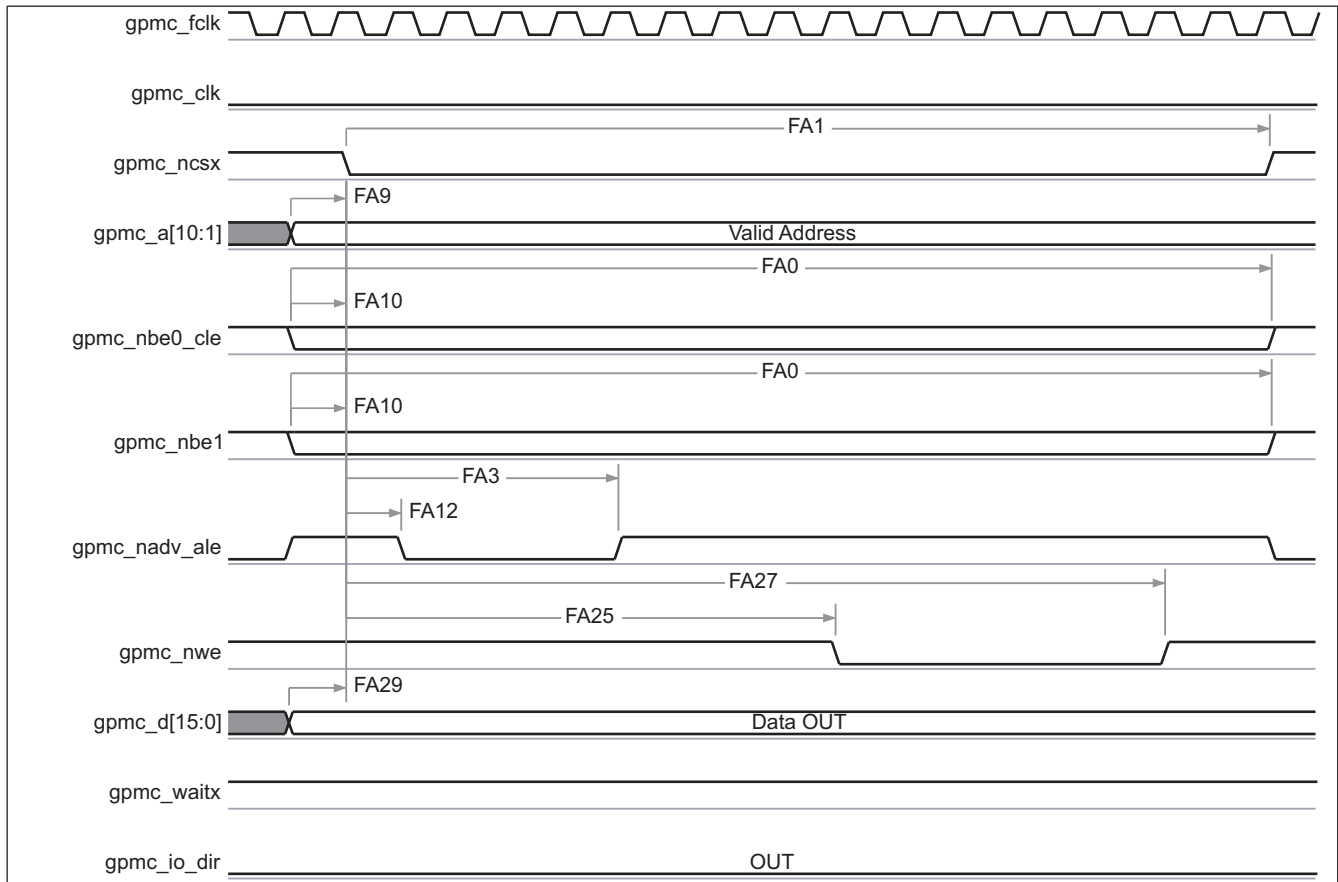 gpmc_fclk
gpmc_clk
FA1
gpmc_ncsx
FA9
gpmc_a[10:1]
Valid Address
FA0
FA10
gpmc_nbe0_cle
FA0
FA10
gpmc_nbe1
FA3
FA12
gpmc_nadv_ale
FA27
FA25
gpmc_nwe
FA29
gpmc_d[15:0]
Data OUT
gpmc_waitx
gpmc_io_dir
OUT